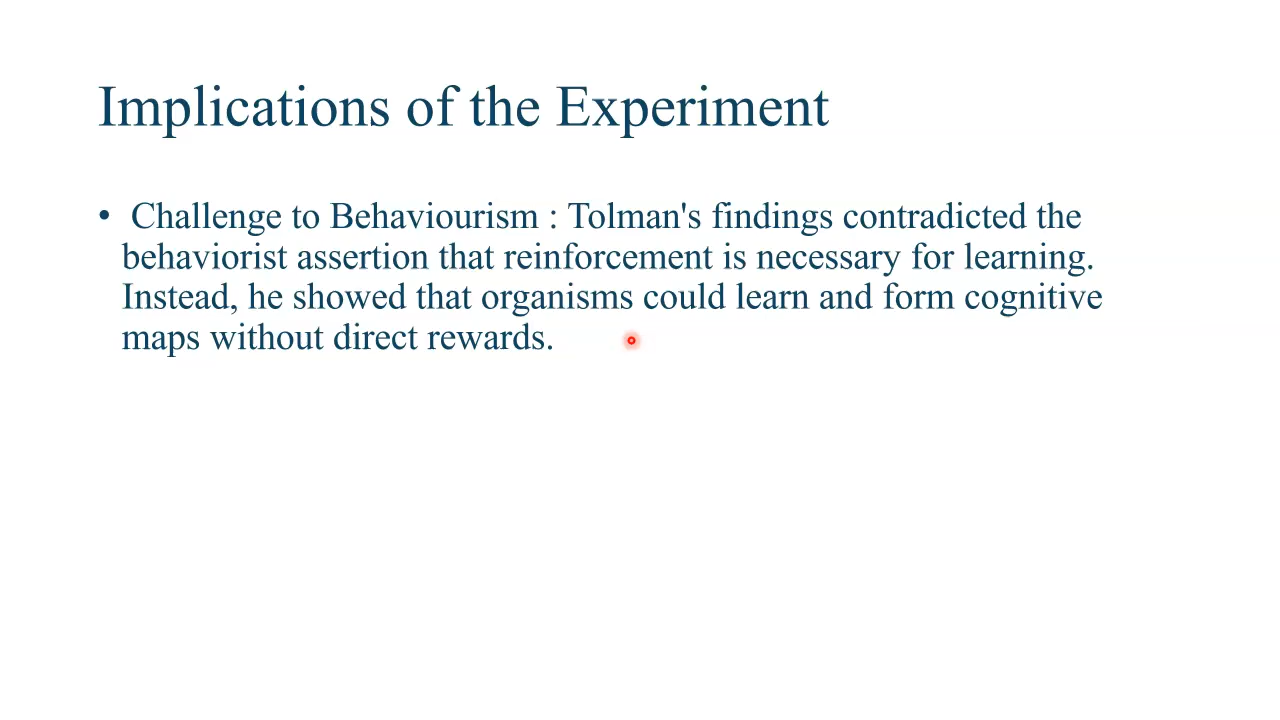 Implications of the Experiment
• Challenge to Behaviourism : Tolman's findings contradicted the
behaviorist assertion that reinforcement is necessary for learning.
Instead, he showed that organisms could learn and form cognitive
maps without direct rewards.